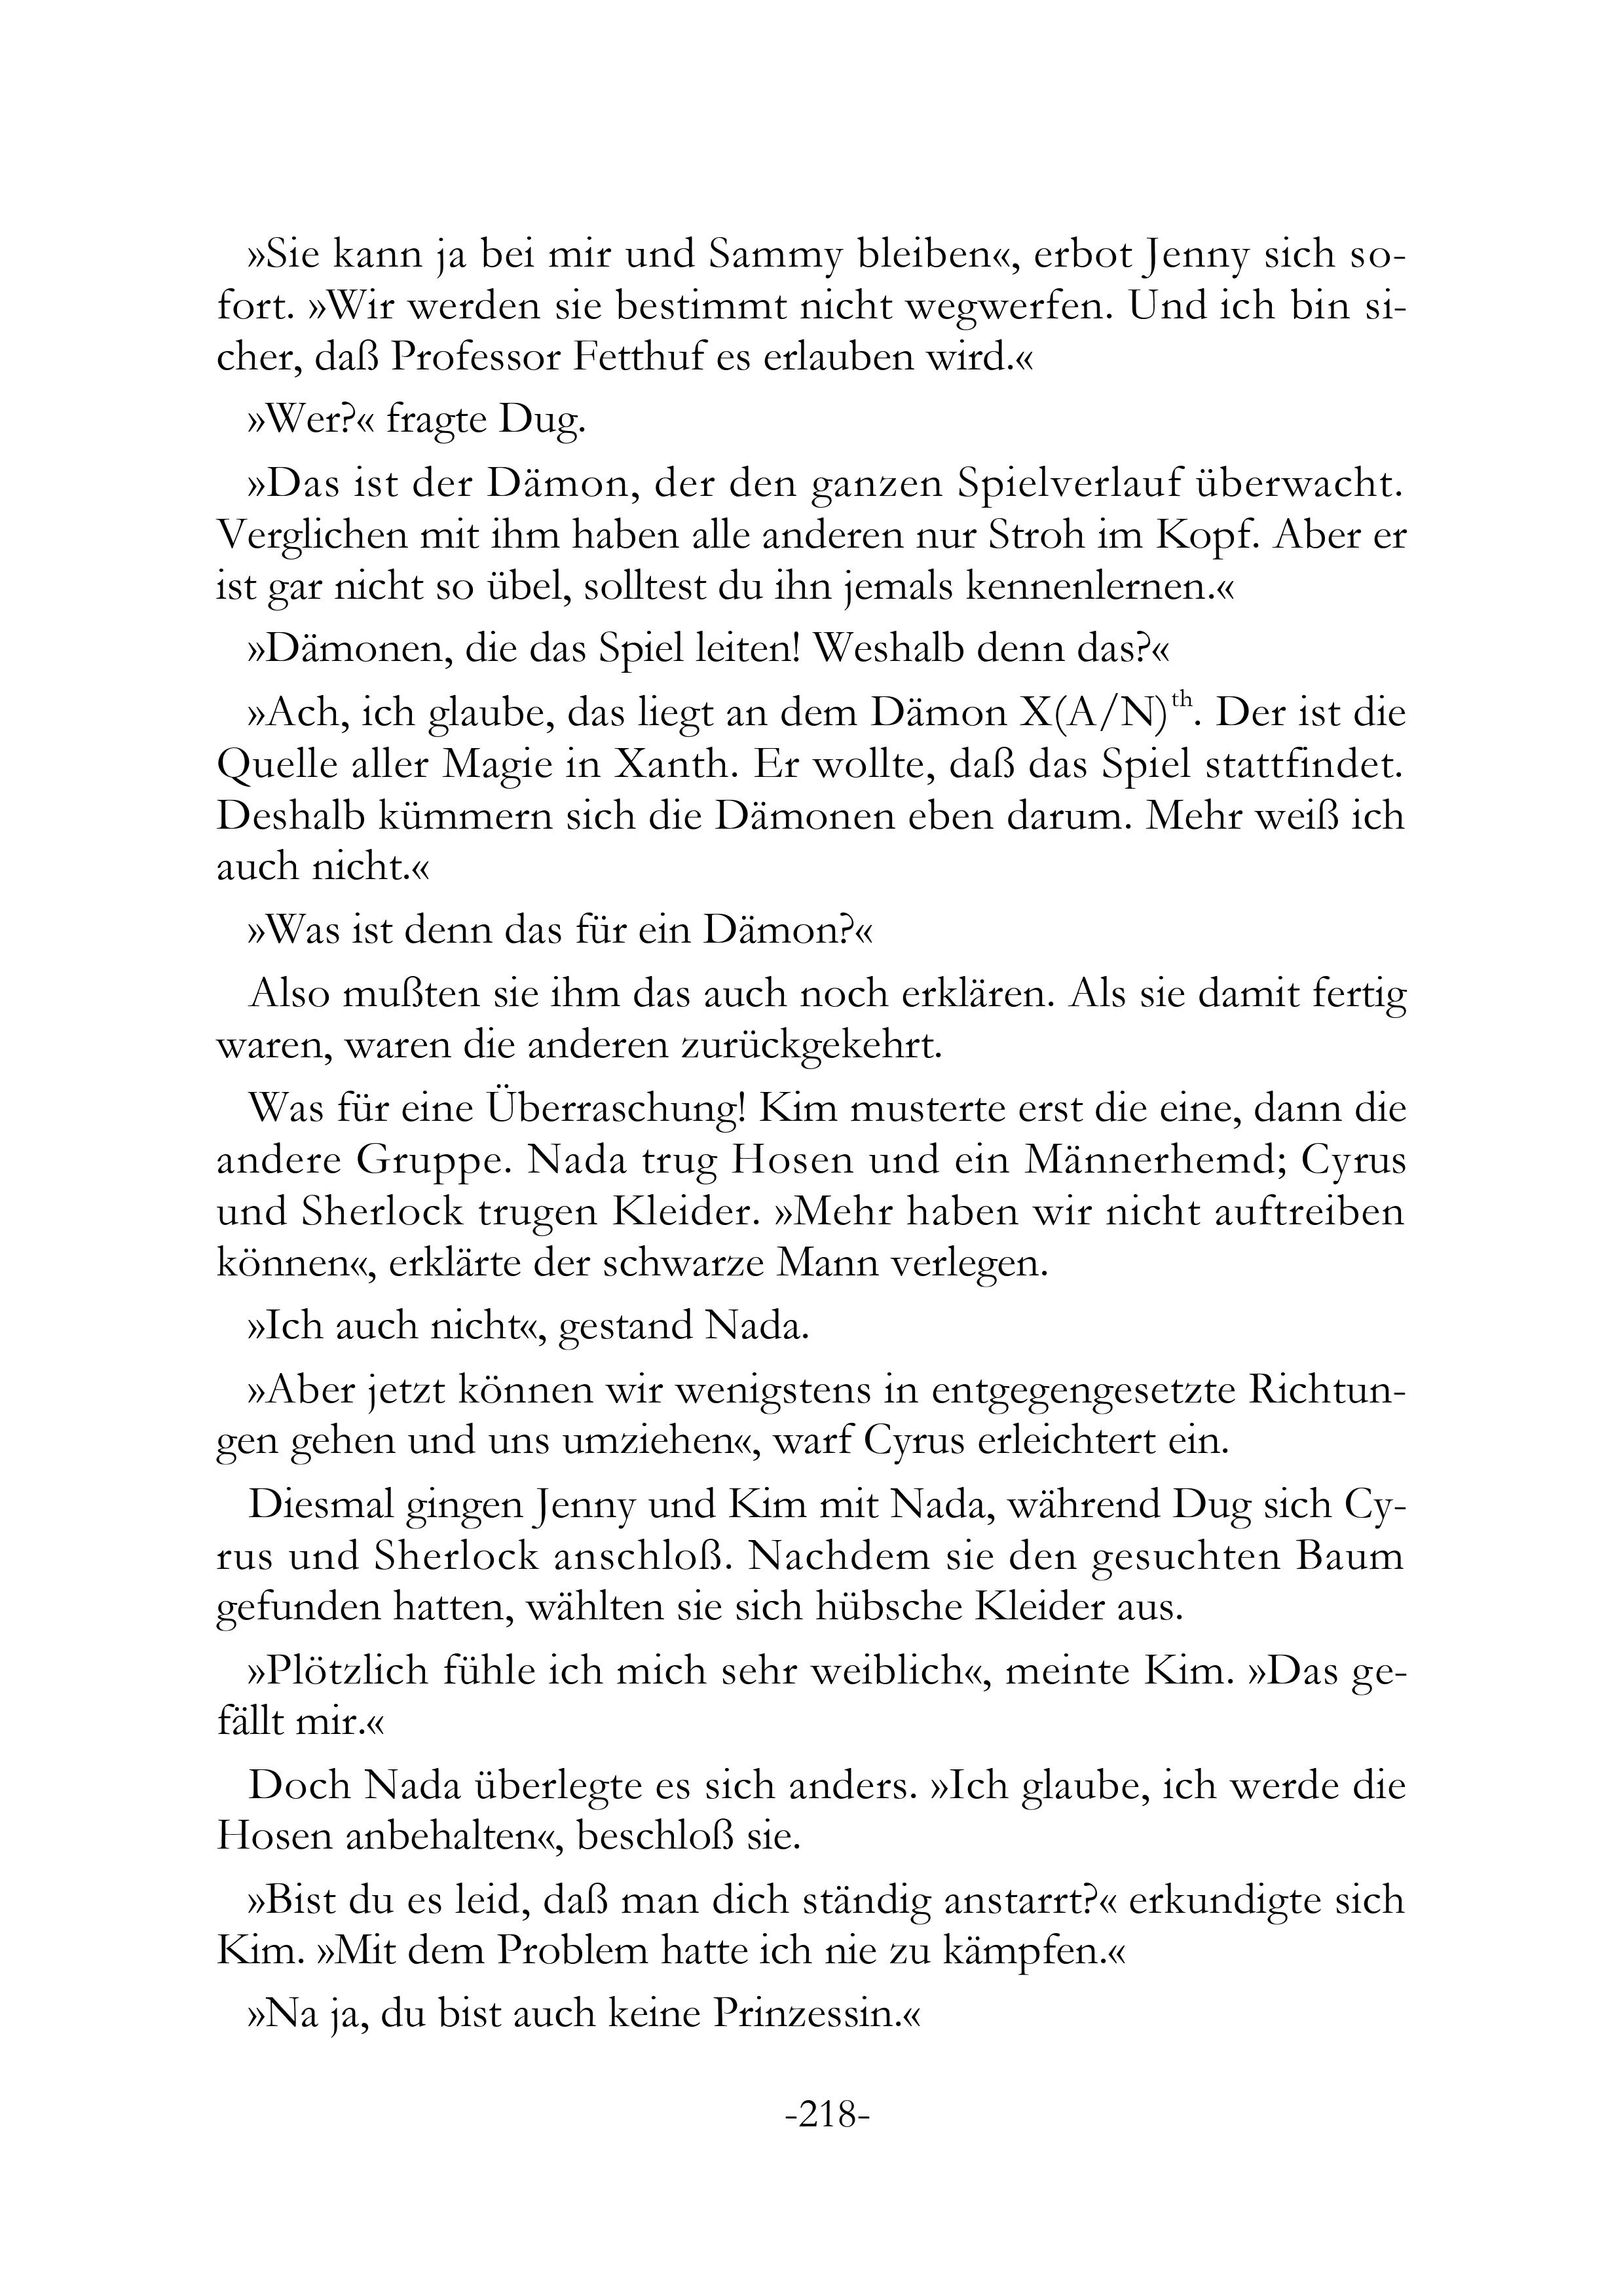 »Sie kann ja bei mir und Sammy bleiben«, erbot Jenny sich so-
fort. »Wir werden sie bestimmt nicht wegwerfen. Und ich bin si-
cher, daß Professor Fetthuf es erlauben wird.«
»Wer?« fragte Dug.
»Das ist der Dämon, der den ganzen Spielverlauf überwacht.
Verglichen mit ihm haben alle anderen nur Stroh im Kopf. Aber er
ist gar nicht so übel, solltest du ihn jemals kennenlernen.«
»Dämonen, die das Spiel leiten! Weshalb denn das?«
»Ach, ich glaube, das liegt an dem Dämon X(A/N)th. Der ist die
Quelle aller Magie in Xanth. Er wollte, daß das Spiel stattfindet.
Deshalb kümmern sich die Dämonen eben darum. Mehr weiß ich
auch nicht.«
»Was ist denn das für ein Dämon?«
Also mußten sie ihm das auch noch erklären. Als sie damit fertig
waren, waren die anderen zurückgekehrt.
Was für eine Überraschung! Kim musterte erst die eine, dann die
andere Gruppe. Nada trug Hosen und ein Männerhemd; Cyrus
und Sherlock trugen Kleider. »Mehr haben wir nicht auftreiben
können«, erklärte der schwarze Mann verlegen.
»Ich auch nicht«, gestand Nada.
»Aber jetzt können wir wenigstens in entgegengesetzte Richtun-
gen gehen und uns umziehen«, warf Cyrus erleichtert ein.
Diesmal gingen Jenny und Kim mit Nada, während Dug sich Cy-
rus und Sherlock anschloß. Nachdem sie den gesuchten Baum
gefunden hatten, wählten sie sich hübsche Kleider aus.
»Plötzlich fühle ich mich sehr weiblich«, meinte Kim. »Das ge-
fällt mir.«
Doch Nada überlegte es sich anders. »Ich glaube, ich werde die
Hosen anbehalten«, beschloß sie.
»Bist du es leid, daß man dich ständig anstarrt?« erkundigte sich
Kim. »Mit dem Problem hatte ich nie zu kämpfen.«
»Na ja, du bist auch keine Prinzessin.«
-218-